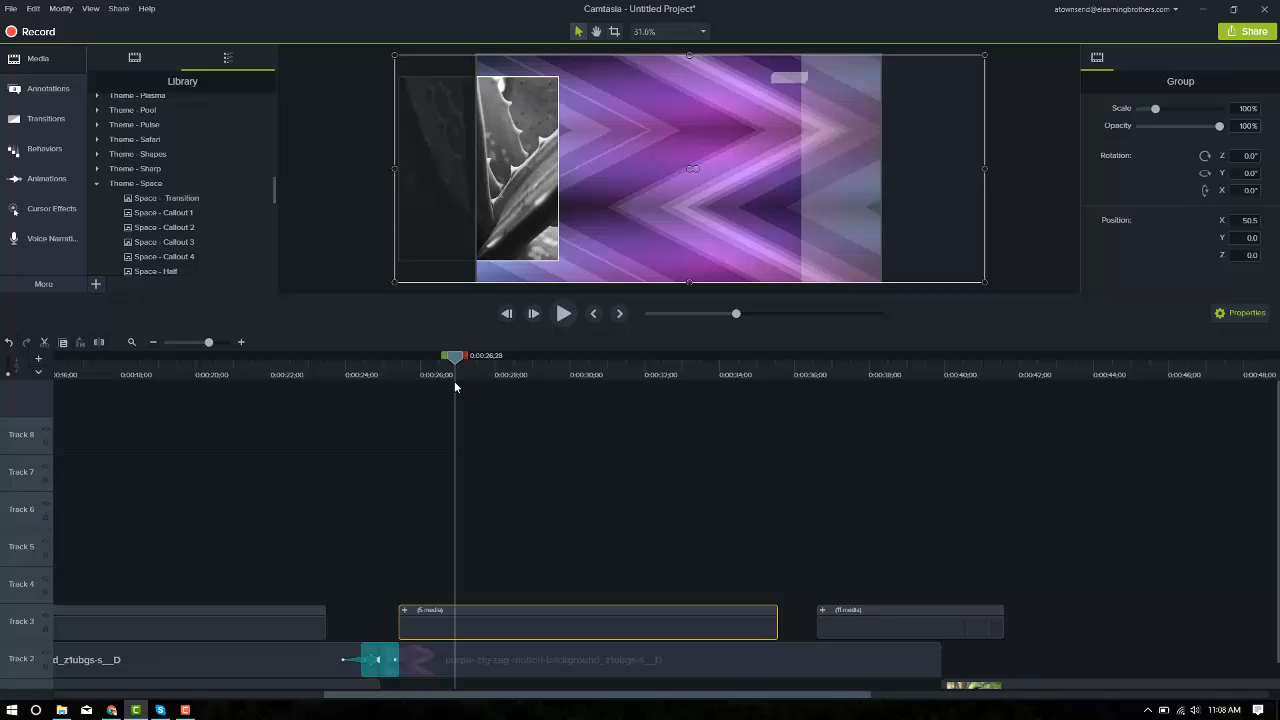 File Edit Modify View Share Help
Camtasia - Untitled Project*
atownsend@elearningbrothers.com
Record
31.6%
Share
Media
Annotations
Transitions
Behaviors
Animations
Cursor Effects
Voice Narrati...
More
Library
Theme - Plasma
Theme - Pool
Theme - Pulse
Theme - Safari
Theme - Shapes
Theme - Sharp
Theme - Space
Space - Transition
Space - Callout 1
Space - Callout 2
Space - Callout 3
Space - Callout 4
Space - Half
Group
Scale 100%
Opacity 100%
Rotation: Z 0.0°
Y 0.0°
X 0.0°
Position: X 50.5
Y 0.0
Z 0.0
Properties
0:00:26;28
0:00:16;00 0:00:18;00 0:00:20;00 0:00:22;00 0:00:24;00 0:00:26;00 0:00:28;00 0:00:30;00 0:00:32;00 0:00:34;00 0:00:36;00 0:00:38;00 0:00:40;00 0:00:42;00 0:00:44;00 0:00:46;00 0:00:48;00
Track 8
Track 7
Track 6
Track 5
Track 4
Track 3
(5 media)
(11 media)
Track 2
d_z1ubgs-s__D
purple-zig-zag-motion-background_z1ubgs-s__D
11:08 AM